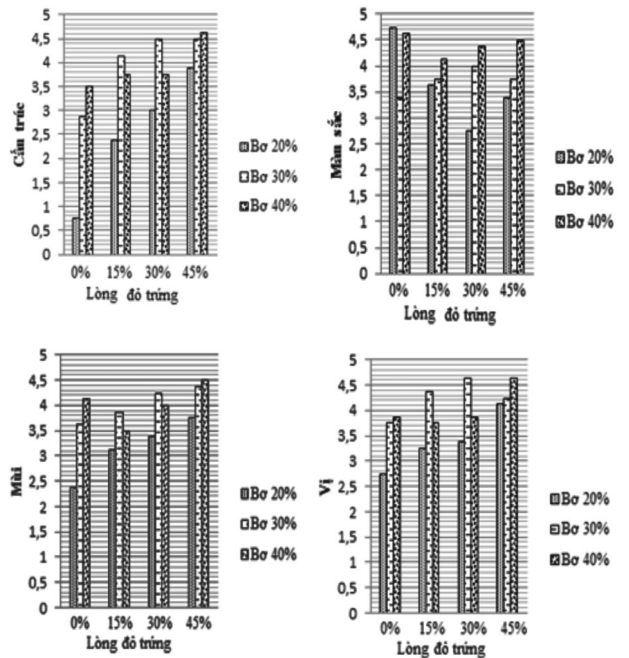 5
4,5
4
3,5
3
2,5
2
1,5
1
0,5
0
Cấu trúc
0% 15% 30% 45%
Lòng đỏ trứng
Bơ 20%
Bơ 30%
Bơ 40%
5
4,5
4
3,5
3
2,5
2
1,5
1
0,5
0
Màu sắc
0% 15% 30% 45%
Lòng đỏ trứng
Bơ 20%
Bơ 30%
Bơ 40%
5
4,5
4
3,5
3
2,5
2
1,5
1
0,5
0
Mùi
0% 15% 30% 45%
Lòng đỏ trứng
Bơ 20%
Bơ 30%
Bơ 40%
5
4,5
4
3,5
3
2,5
2
1,5
1
0,5
0
Vị
0% 15% 30% 45%
Lòng đỏ trứng
Bơ 20%
Bơ 30%
Bơ 40%